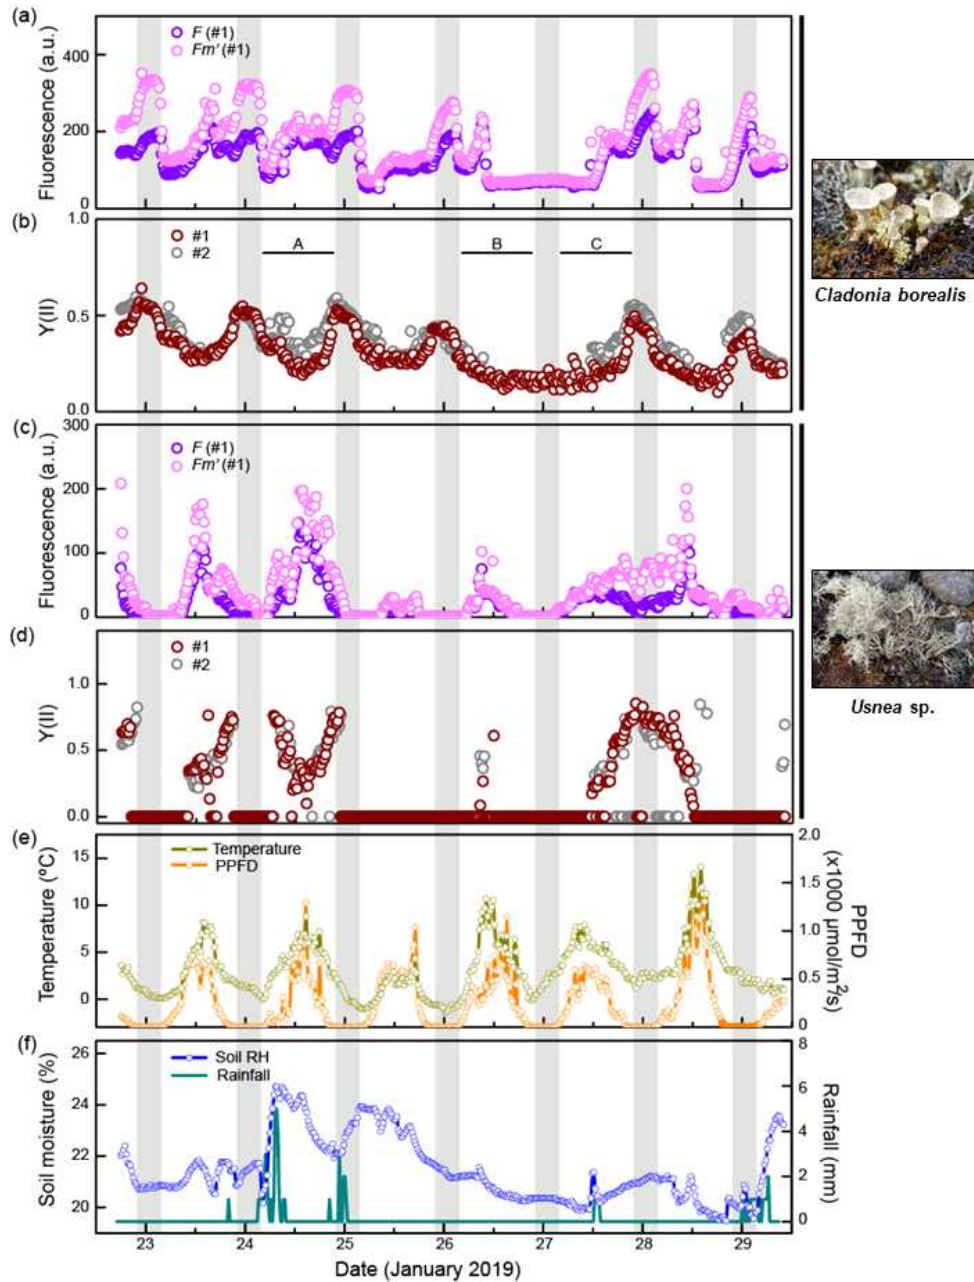 (a)
F (#1)
Fm' (#1)
Fluorescence (a.u.)
400
200
0
(b)
#1
#2
A
B
C
Y(II)
1.0
0.5
0.0
Cladonia borealis
(c)
F (#1)
Fm' (#1)
Fluorescence (a.u.)
300
200
100
0
(d)
#1
#2
Y(II)
1.0
0.5
0.0
Usnea sp.
(e)
Temperature
PPFD
Temperature (ºC)
15
10
5
0
2.0
1.5
1.0
0.5
0
PPFD
(x1000 μmol/m²/s)
(f)
Soil RH
Rainfall
Soil moisture (%)
26
24
22
20
8
6
4
2
0
Rainfall (mm)
23 24 25 26 27 28 29
Date (January 2019)